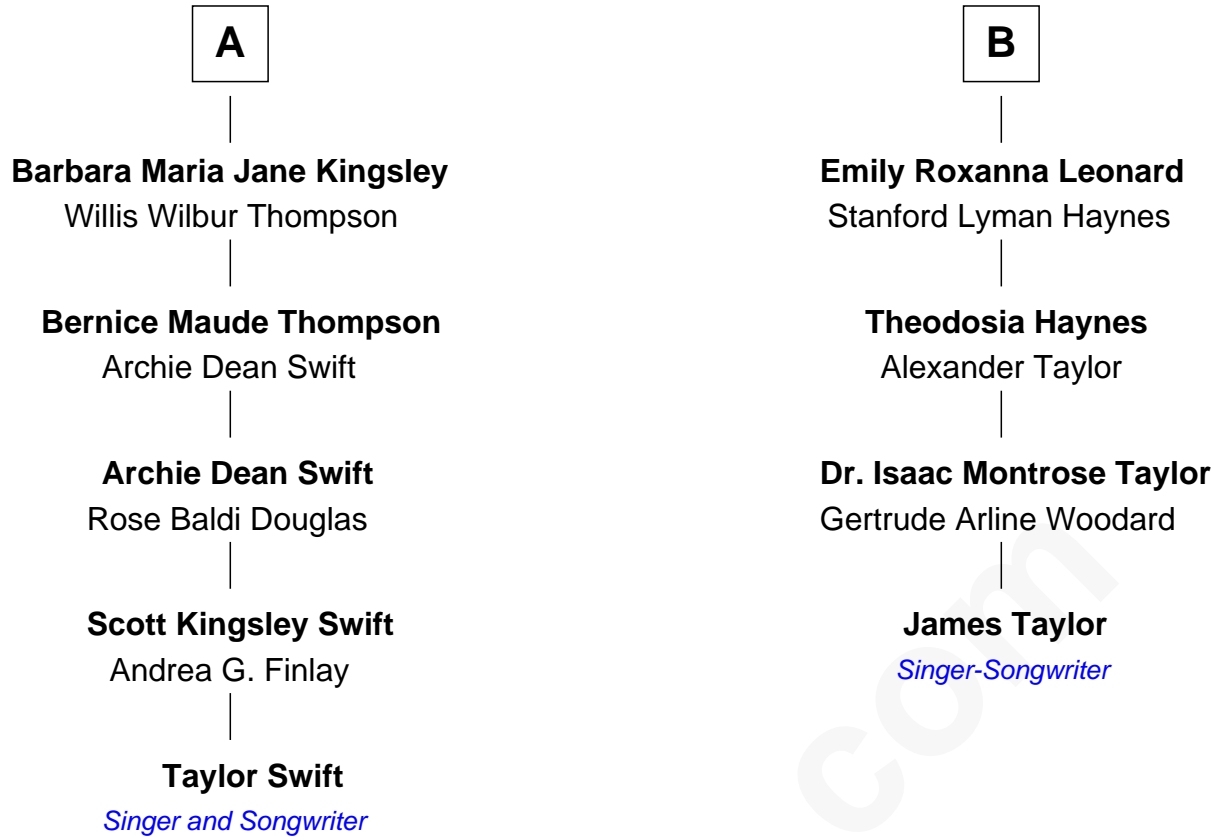 A
Barbara Maria Jane Kingsley
Willis Wilbur Thompson
Bernice Maude Thompson
Archie Dean Swift
Archie Dean Swift
Rose Baldi Douglas
Scott Kingsley Swift
Andrea G. Finlay
Taylor Swift
Singer and Songwriter
B
Emily Roxanna Leonard
Stanford Lyman Haynes
Theodosia Haynes
Alexander Taylor
Dr. Isaac Montrose Taylor
Gertrude Arline Woodard
James Taylor
Singer-Songwriter
com